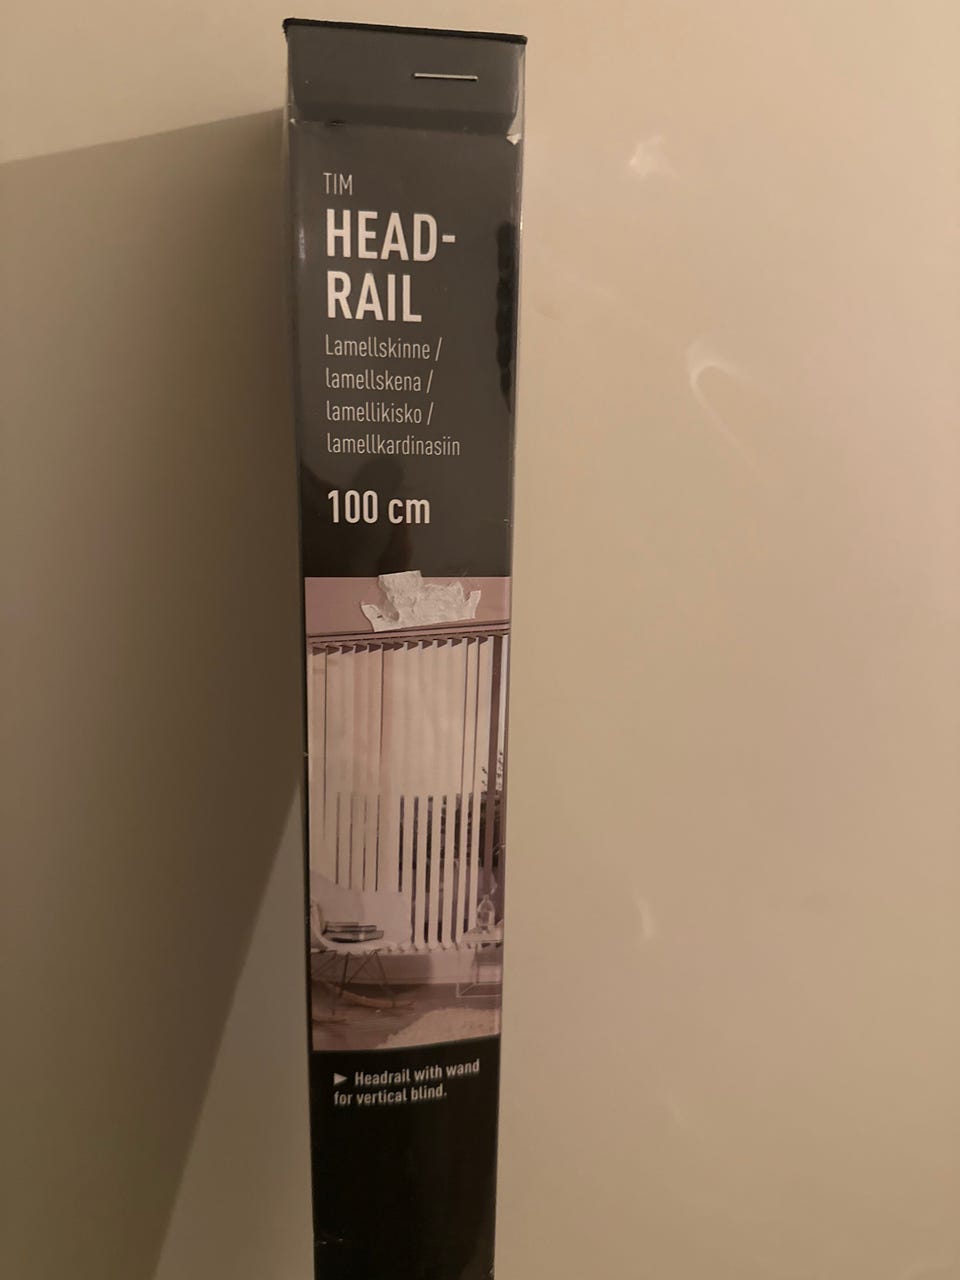 TIM
HEAD-
RAIL
Lamellskinne /
lamellskena /
lamellikisko /
lamellkardinasiin
100 cm
► Headrail with wand
for vertical blind.